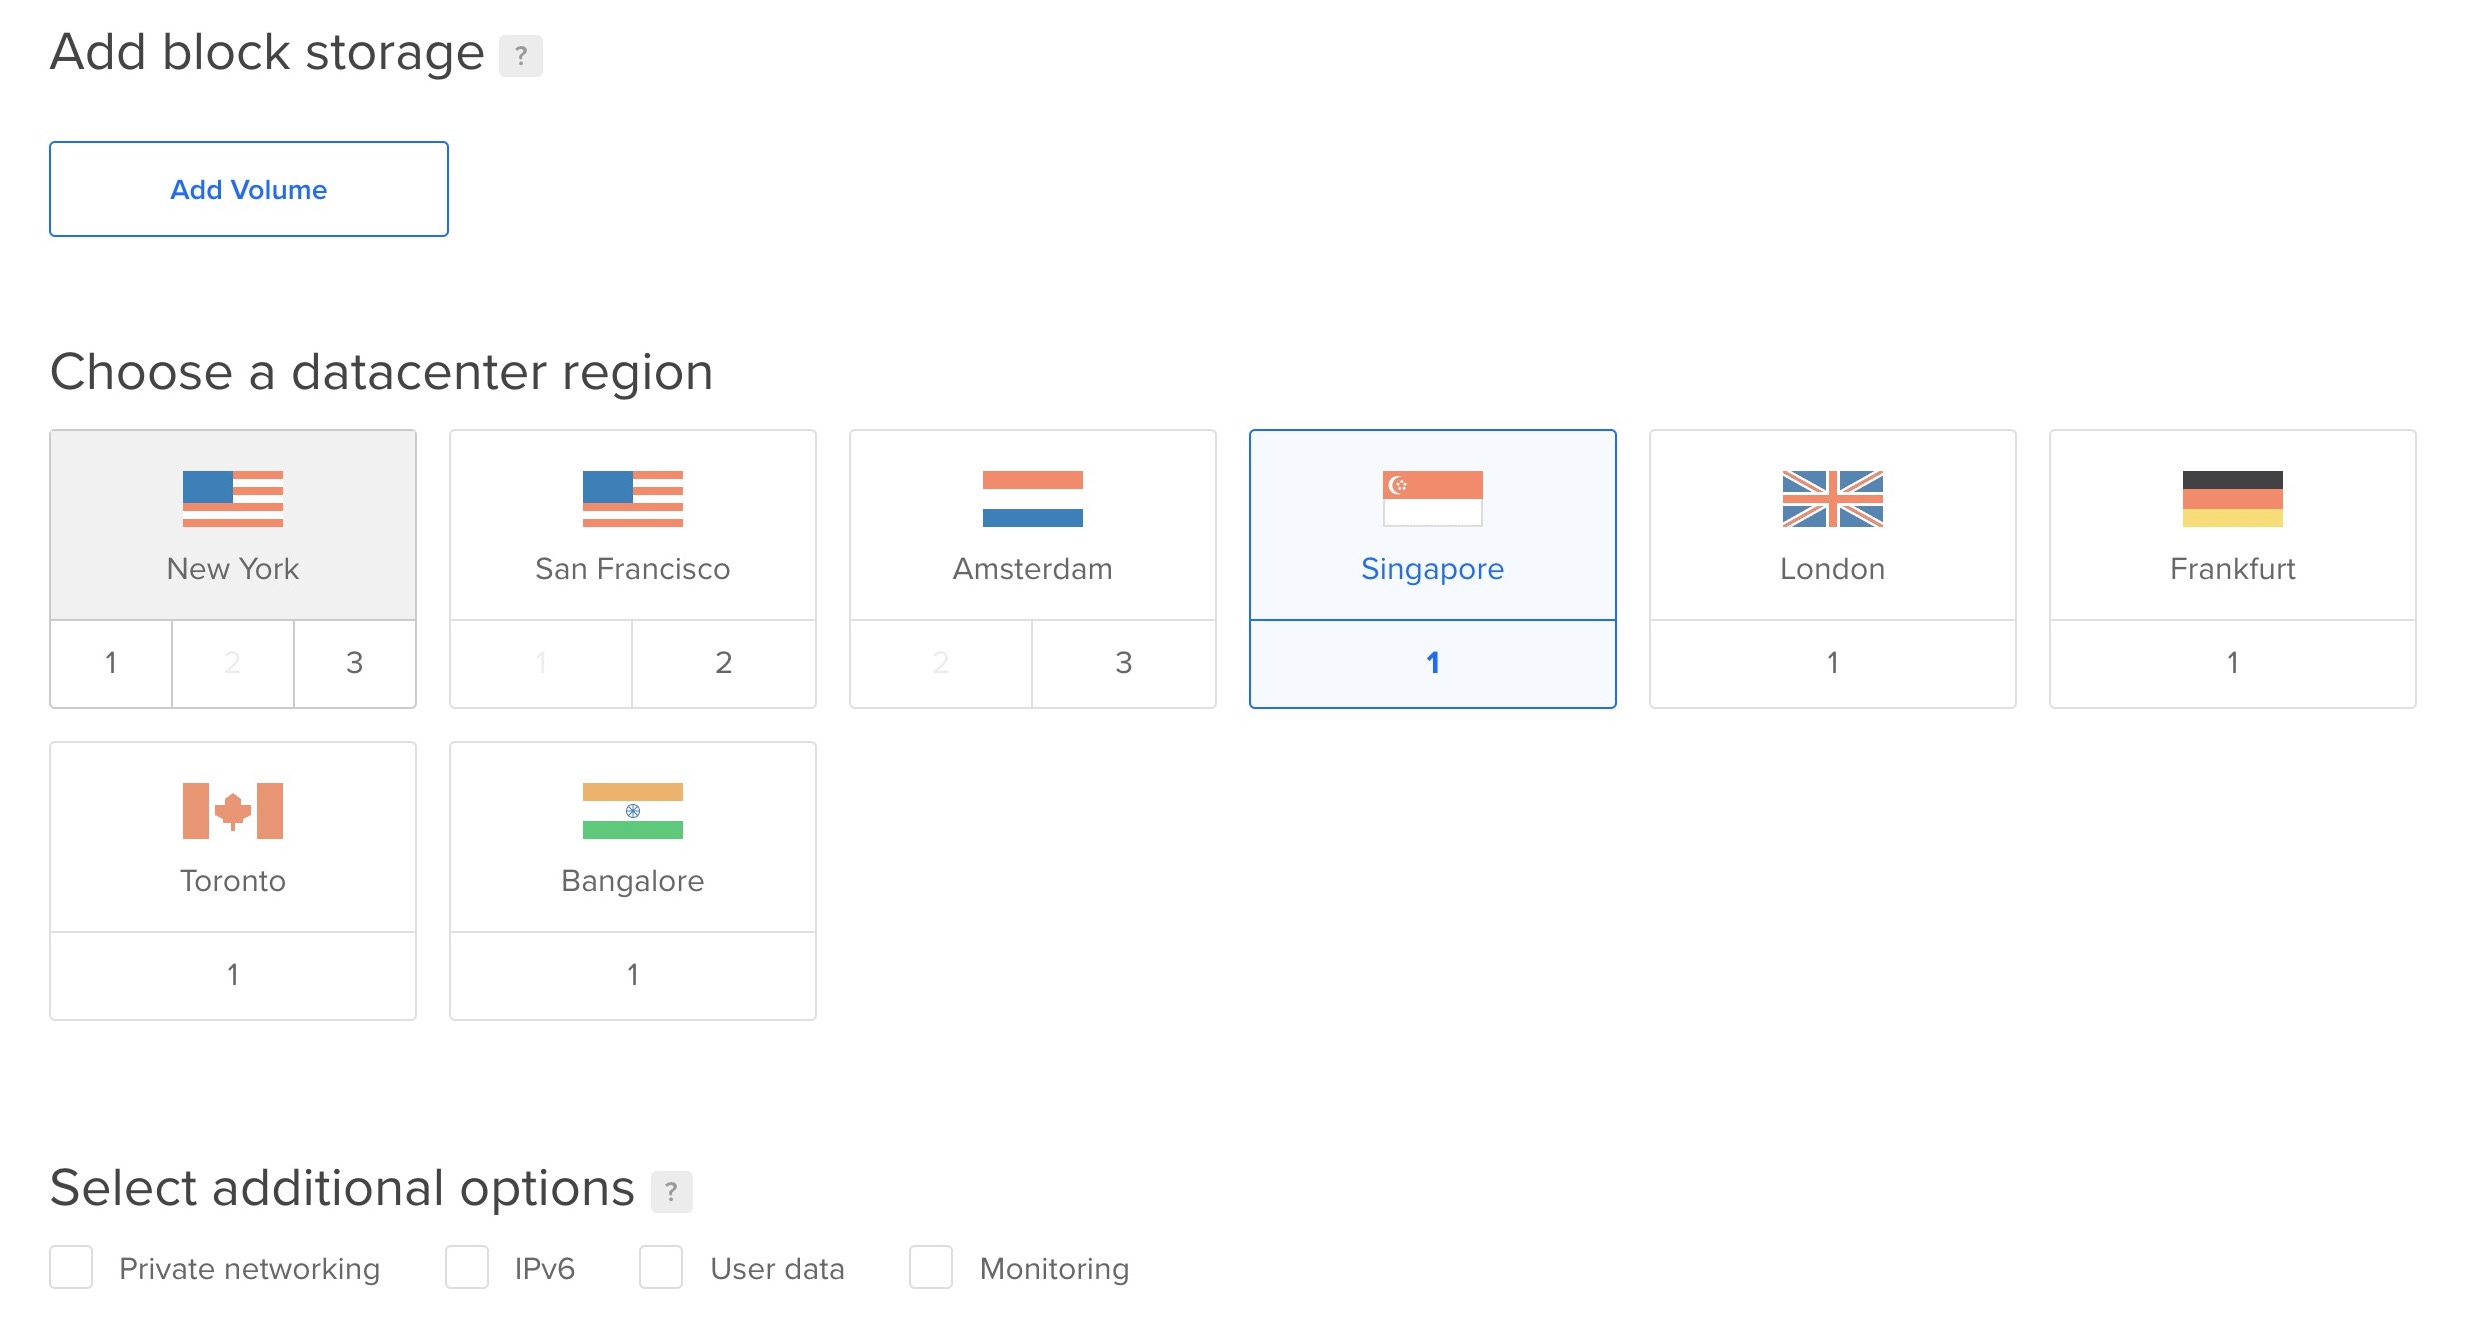 Add block storage ?
Add Volume
Choose a datacenter region
New York San Francisco Amsterdam Singapore London Frankfurt
1 2 3 1 2 2 3 1 1 1
Toronto Bangalore
1 1
Select additional options ?
Private networking IPv6 User data Monitoring